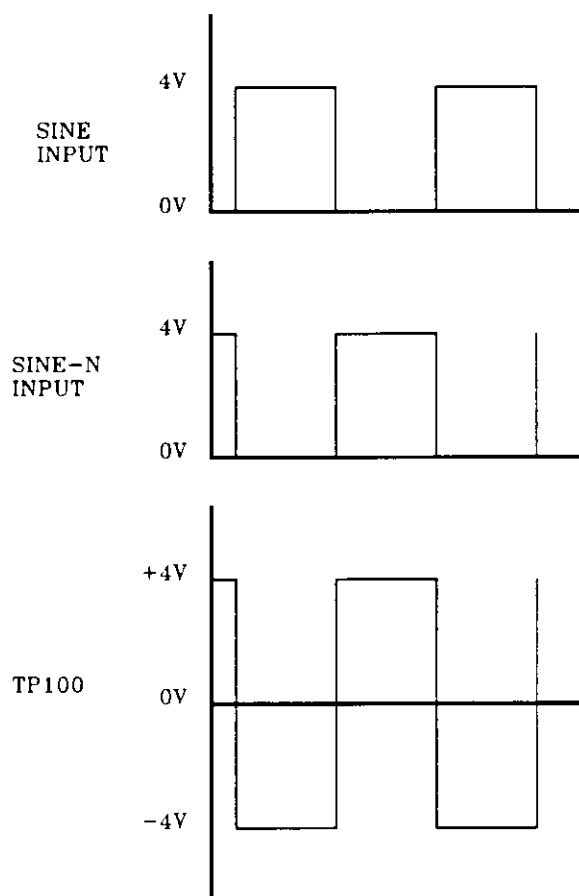 4V
SINE
INPUT
0V
4V
SINE-N
INPUT
0V
+4V
TP100
0V
-4V